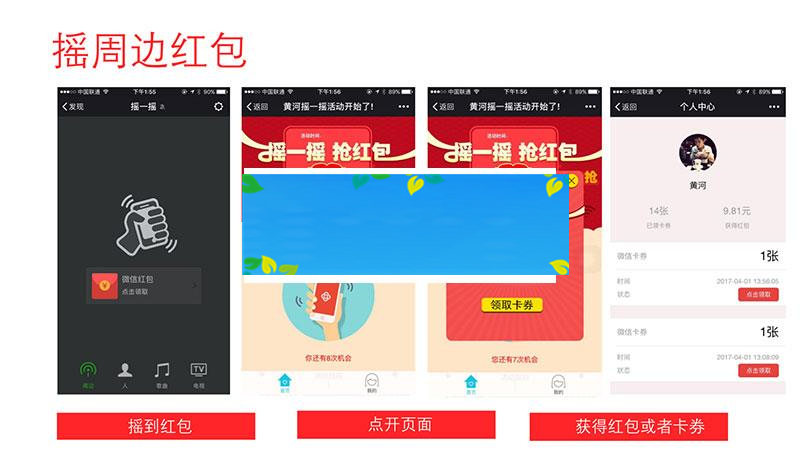 摇周边红包
中国联通 下午1:55 90%
发现 摇一摇
微信红包
点击领取
周边 人 歌曲 电视
TV
中国联通 下午1:56 89%
返回 黄河摇一摇活动开始了!
活动时间:
摇一摇 抢红包
你还有8次机会
首页 我的
中国联通 下午1:56 89%
返回 黄河摇一摇活动开始了!
活动时间:
摇一摇 抢红包
抢
领取卡券
您还有7次机会
首页 我的
中国联通 下午1:56 89%
返回 个人中心
黄河
14张 9.81元
已领卡券 获得红包
微信卡券 1张
时间 2017-04-01 13:56:05
状态 点击领取
微信卡券 1张
时间 2017-04-01 13:08:09
状态 点击领取
摇到红包
点开页面
获得红包或者卡券